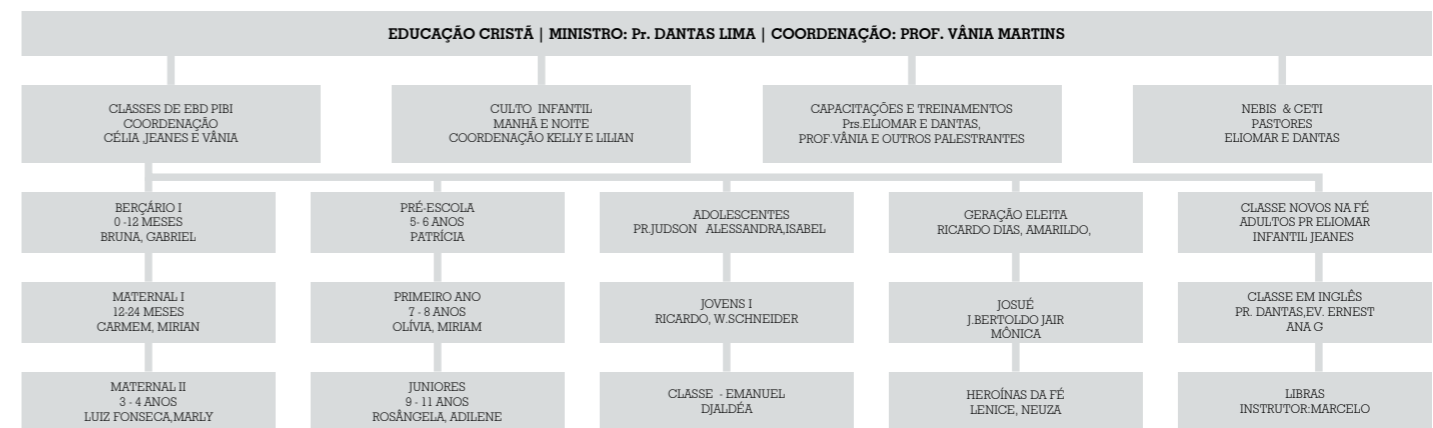 EDUCAÇÃO CRISTÃ | MINISTRO: Pr. DANTAS LIMA | COORDENAÇÃO: PROF. VÂNIA MARTINS
CLASSES DE EBD PIBI
COORDENAÇÃO
CÉLIA ,JEANES E VÂNIA
CULTO INFANTIL
MANHÃ E NOITE
COORDENAÇÃO KELLY E LILIAN
CAPACITAÇÕES E TREINAMENTOS
Prs.ELIOMAR E DANTAS,
PROF.VÂNIA E OUTROS PALESTRANTES
NEBIS & CETI
PASTORES
ELIOMAR E DANTAS
BERÇÁRIO I
0 -12 MESES
BRUNA, GABRIEL
PRÉ-ESCOLA
5- 6 ANOS
PATRÍCIA
ADOLESCENTES
PR.JUDSON ALESSANDRA,ISABEL
GERAÇÃO ELEITA
RICARDO DIAS, AMARILDO,
CLASSE NOVOS NA FÉ
ADULTOS PR ELIOMAR
INFANTIL JEANES
MATERNAL I
12-24 MESES
CARMEM, MIRIAN
PRIMEIRO ANO
7 - 8 ANOS
OLÍVIA, MIRIAM
JOVENS I
RICARDO, W.SCHNEIDER
JOSUÉ
J.BERTOLDO JAIR
MÔNICA
CLASSE EM INGLÊS
PR. DANTAS,EV. ERNEST
ANA G
MATERNAL II
3 - 4 ANOS
LUIZ FONSECA,MARLY
JUNIORES
9 - 11 ANOS
ROSÂNGELA, ADILENE
CLASSE - EMANUEL
DJALDÉA
HEROÍNAS DA FÉ
LENICE, NEUZA
LIBRAS
INSTRUTOR:MARCELO